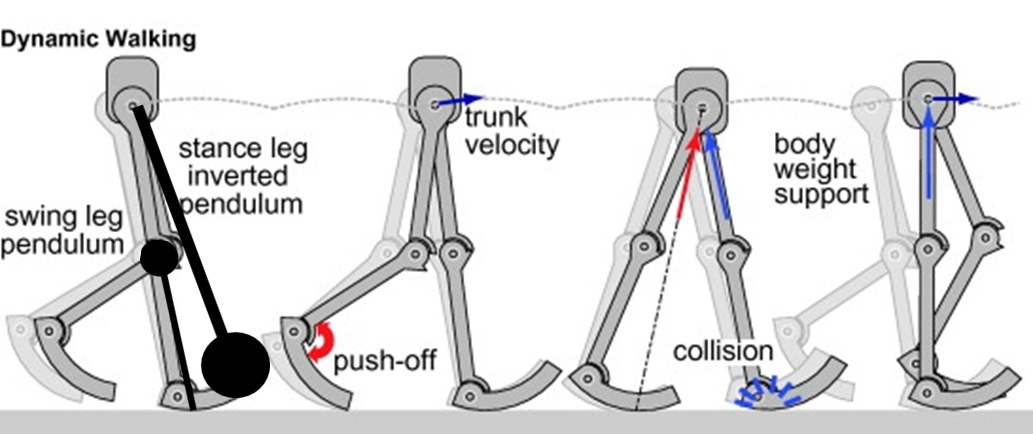 Dynamic Walking
stance leg
inverted
pendulum
swing leg
pendulum
trunk
velocity
push-off
collision
body
weight
support